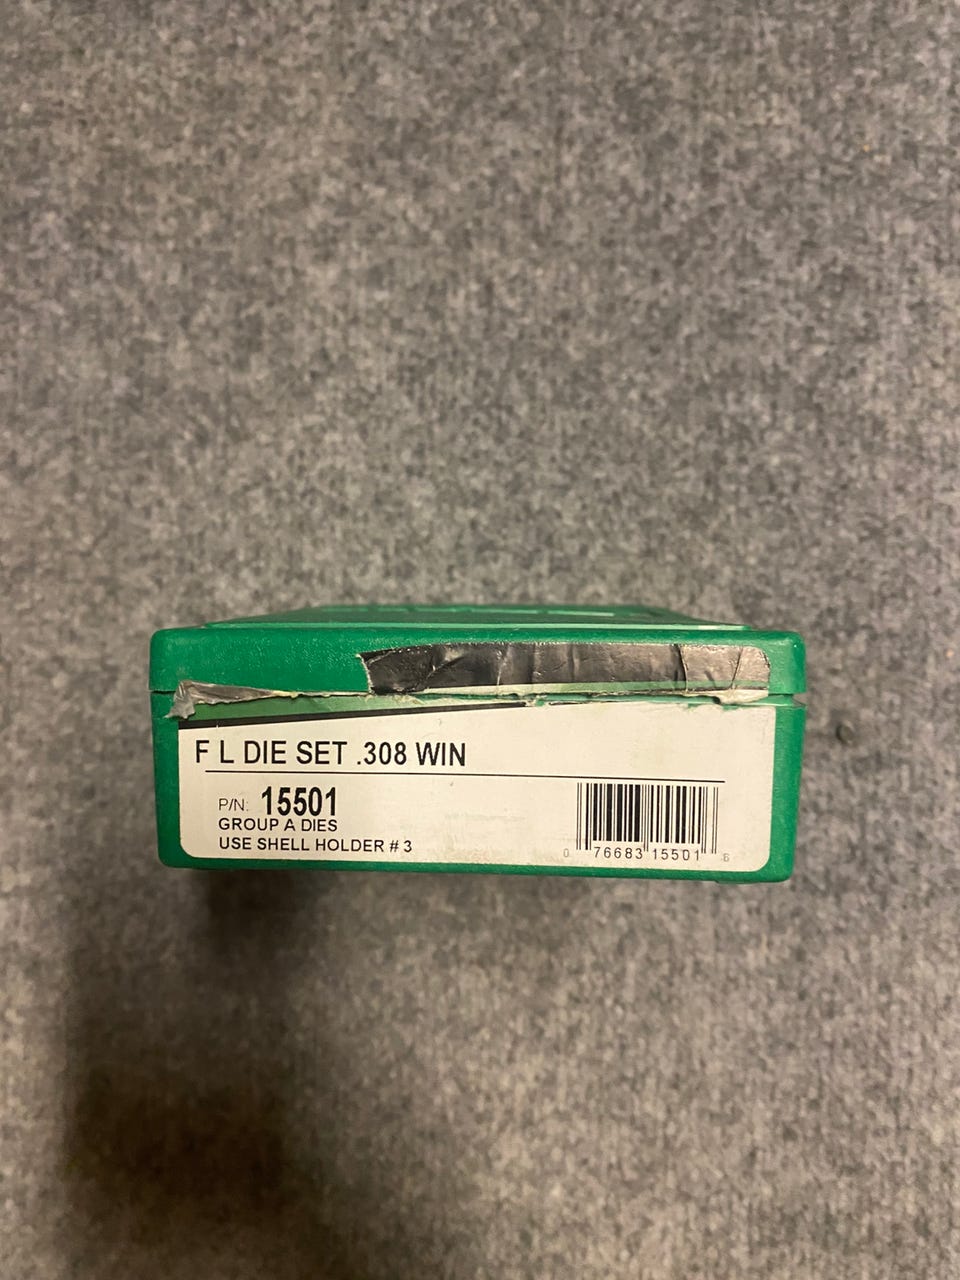 F L DIE SET .308 WIN
P/N: 15501
GROUP A DIES
USE SHELL HOLDER # 3
0 76683 15501 6